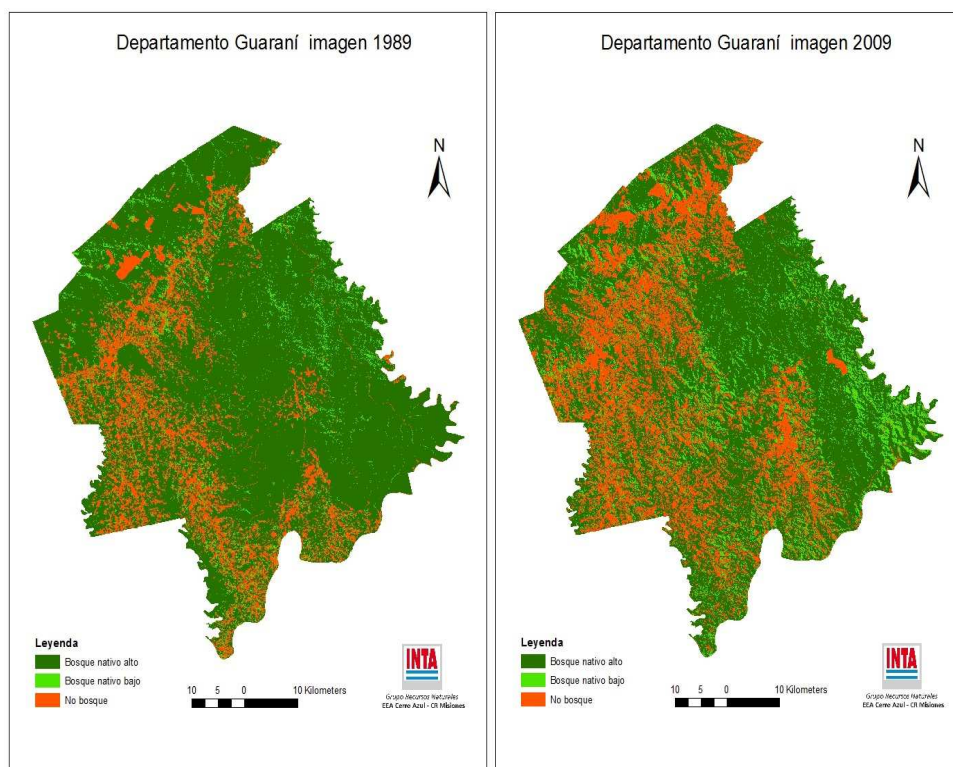 Departamento Guaraní imagen 1989
N
Leyenda
Bosque nativo alto
Bosque nativo bajo
No bosque
10 5 0 10 Kilometers
INTA
Grupo Recursos Naturales
EEA Cerro Azul - CR Misiones
Departamento Guaraní imagen 2009
N
Leyenda
Bosque nativo alto
Bosque nativo bajo
No bosque
10 5 0 10 Kilometers
INTA
Grupo Recursos Naturales
EEA Cerro Azul - CR Misiones